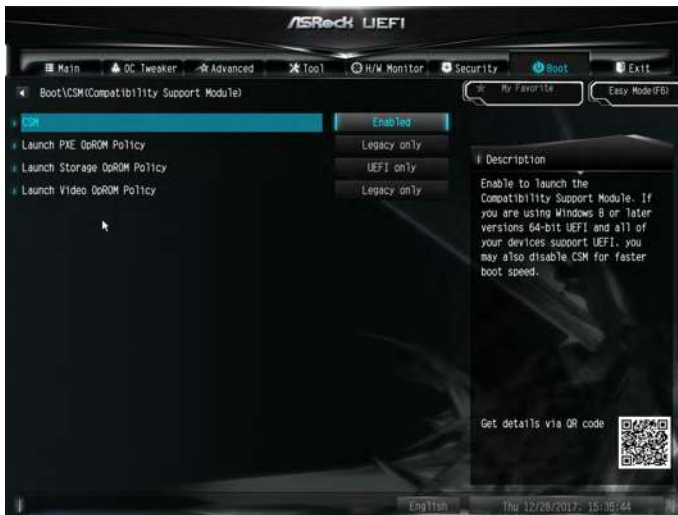 ASRock UEFI
Main
OC Tweaker
Advanced
Tool
H/W Monitor
Security
Boot
Exit
Boot\CSM(Compatibility Support Module)
My Favorite
Easy Mode(F6)
CSM
Enabled
Launch PXE OpROM Policy
Legacy only
Launch Storage OpROM Policy
UEFI only
Launch Video OpROM Policy
Legacy only
Description
Enable to launch the
Compatibility Support Module. If
you are using Windows 8 or later
versions 64-bit UEFI and all of
your devices support UEFI. you
may also disable CSM for faster
boot speed.
Get details via QR code
English
Thu 12/28/2017. 15:35:44